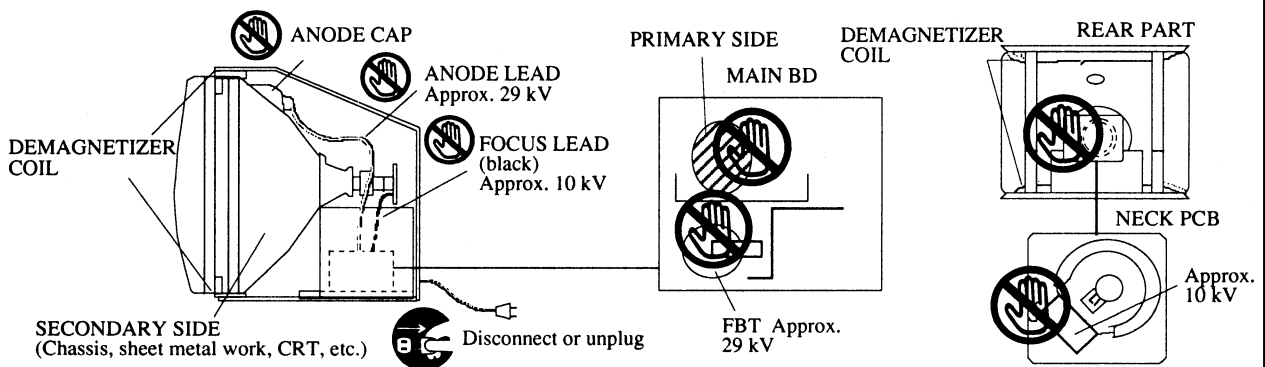 ANODE CAP
ANODE LEAD
Approx. 29 kV
FOCUS LEAD
(black)
Approx. 10 kV
DEMAGNETIZER
COIL
SECONDARY SIDE
(Chassis, sheet metal work, CRT, etc.)
Disconnect or unplug
PRIMARY SIDE
MAIN BD
FBT Approx.
29 kV
DEMAGNETIZER
COIL
REAR PART
NECK PCB
Approx.
10 kV